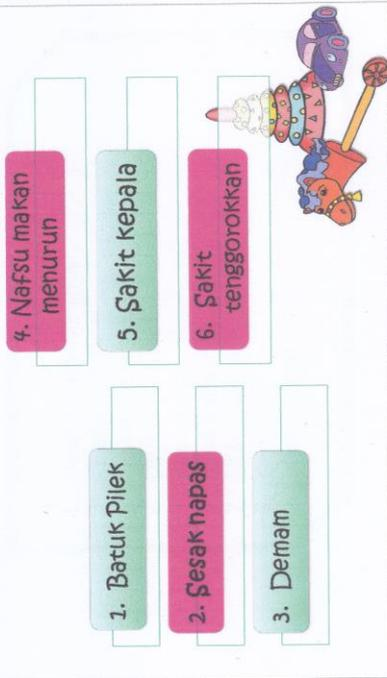 1. Batuk Pilek
2. Sesak napas
3. Demam
4. Nafsu makan
menurun
5. Sakit kepala
6. Sakit
tenggorokkan